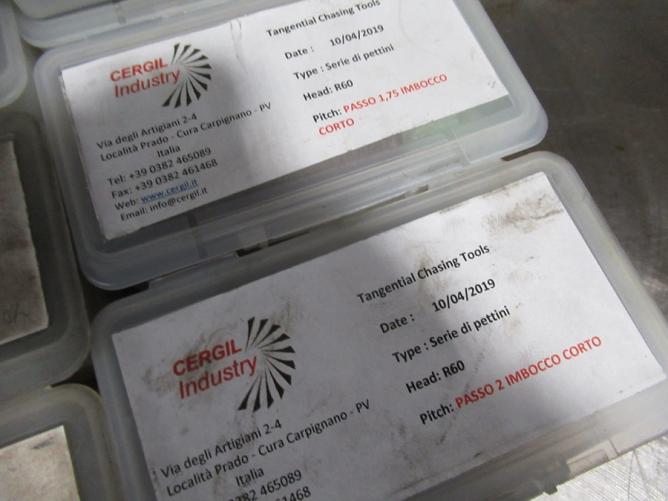 CERGIL
Industry
Via degli Artigiani 2-4
Località Prado - Cura Carpignano - PV
Italia
Tel: +39 0382 465089
Fax: +39 0382 461468
Web: www.cergil.it
Email: info@cergil.it
Tangential Chasing Tools
Date : 10/04/2019
Type : Serie di pettini
Head: R60
Pitch: PASSO 1,75 IMBOCCO
CORTO
CERGIL
Industry
Via degli Artigiani 2-4
Località Prado - Cura Carpignano - PV
Italia
0382 465089
61468
Tangential Chasing Tools
Date : 10/04/2019
Type : Serie di pettini
Head: R60
Pitch: PASSO 2 IMBOCCO CORTO